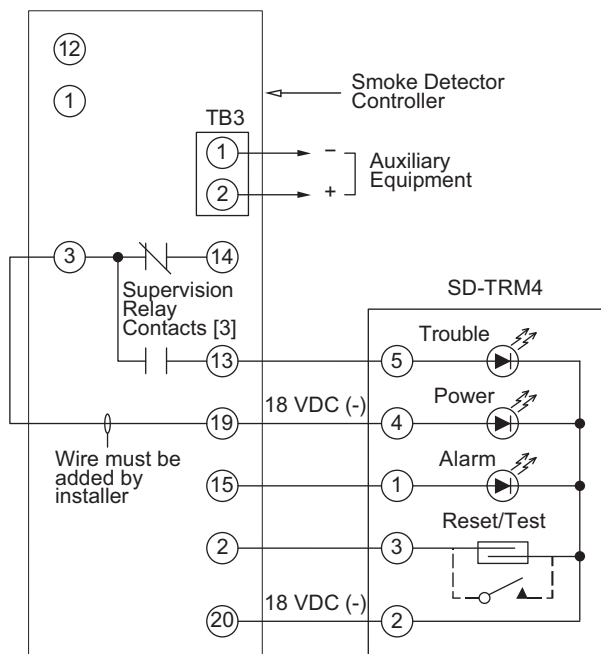 12
1
Smoke Detector
Controller
TB3
1
−
2
+
Auxiliary
Equipment
3
14
Supervision
Relay
Contacts [3]
13
SD-TRM4
5
Trouble
19
18 VDC (-)
4
Power
Wire must be
added by
installer
15
1
Alarm
2
3
Reset/Test
20
18 VDC (-)
2